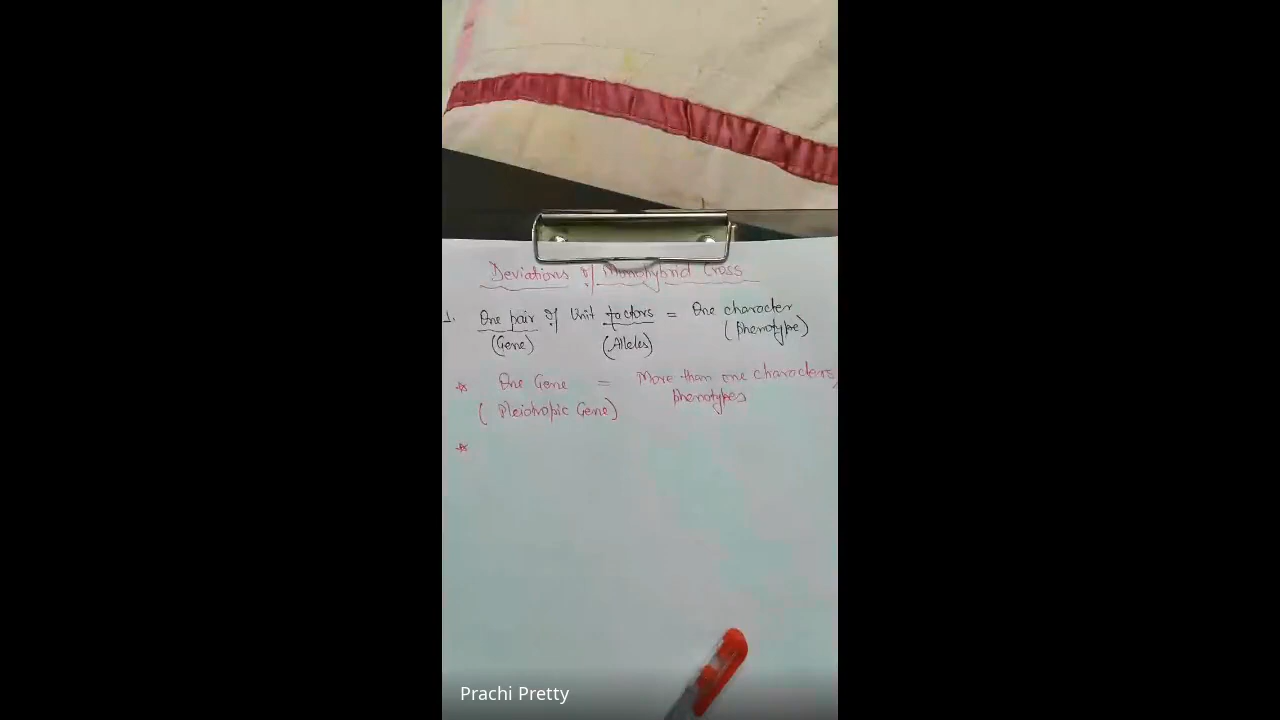 Deviations of Monohybrid Cross
1. One pair of Unit factors = One character
(Gene) (Alleles) (Phenotype)
* One Gene = More than one characters,
(Pleiotropic Gene) phenotypes
*
Prachi Pretty